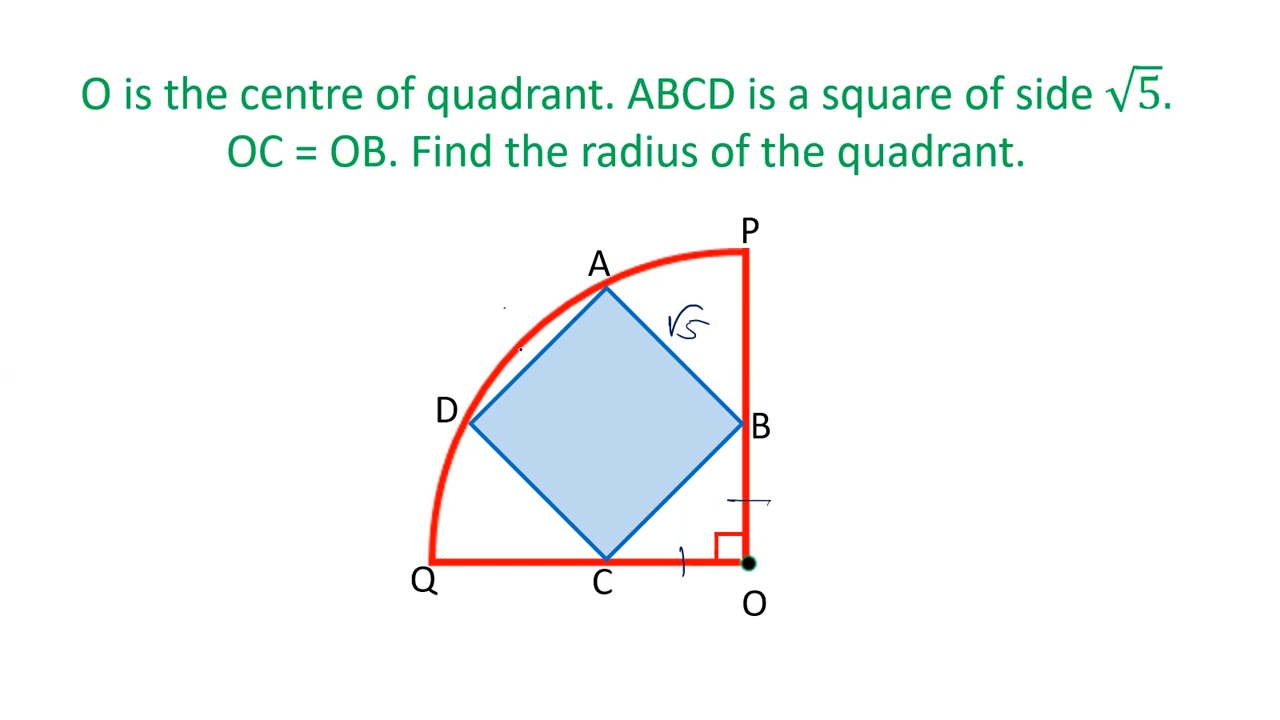 O is the centre of quadrant. ABCD is a square of side √5.
OC = OB. Find the radius of the quadrant.
P
A
√5
D
B
Q
C
O